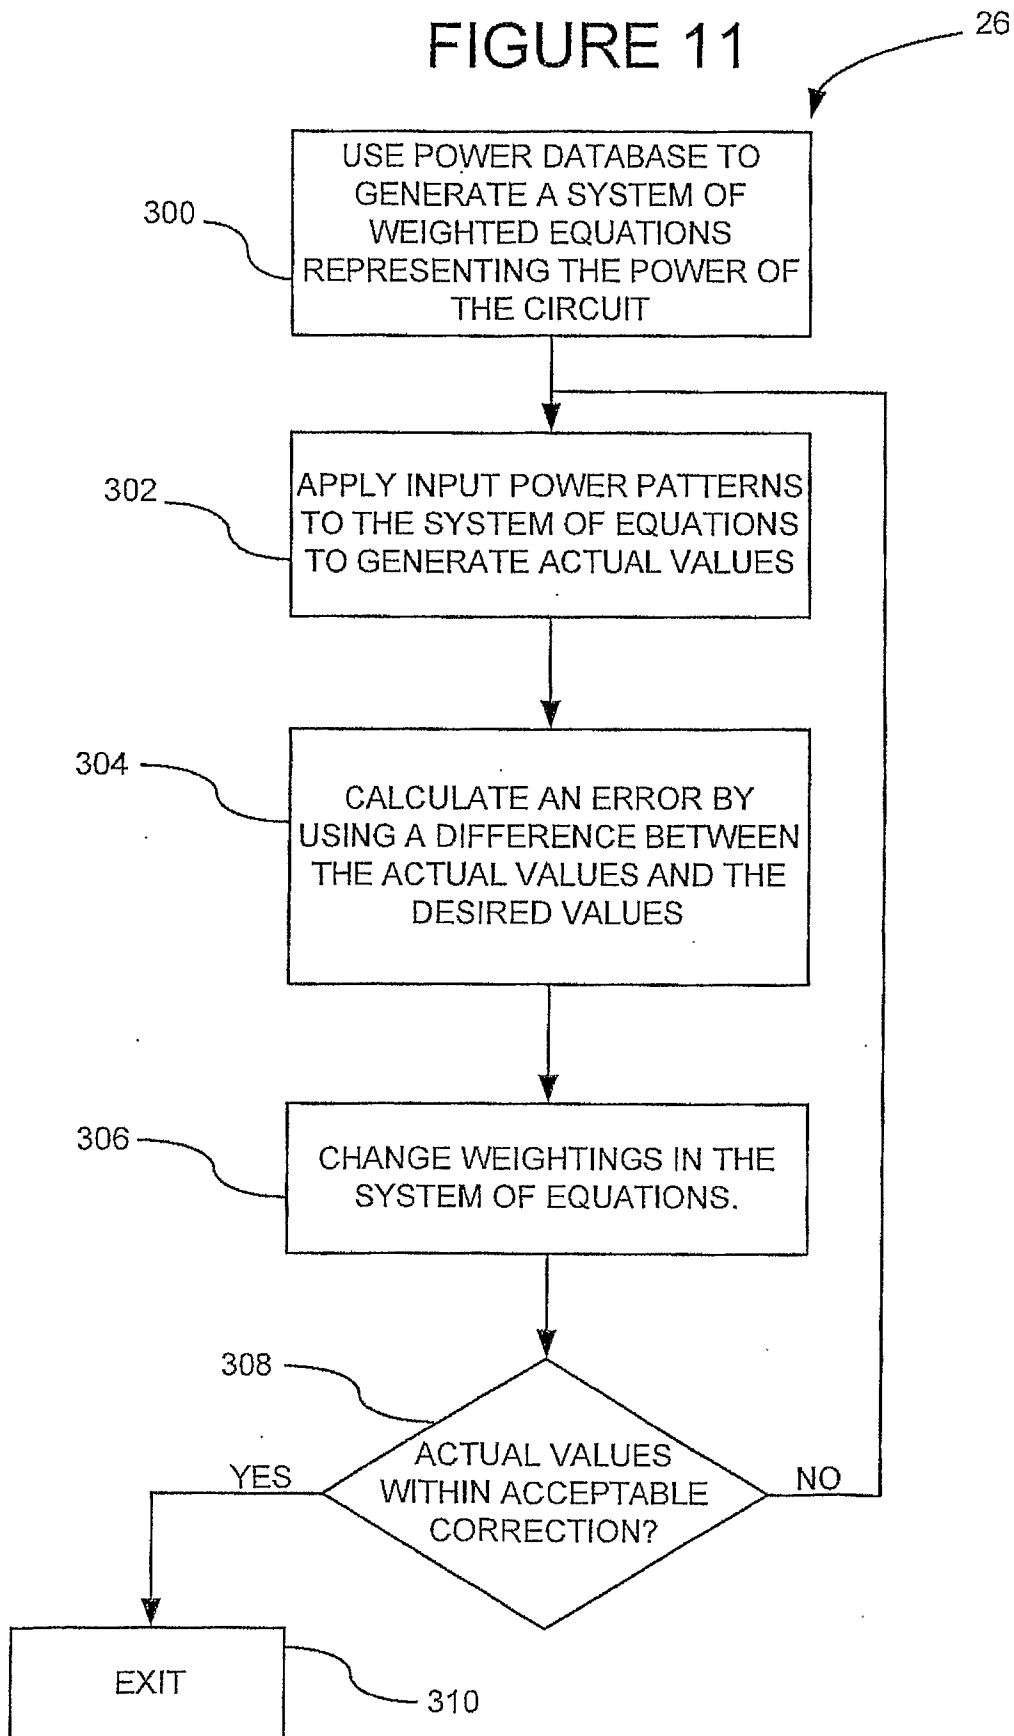 FIGURE 11
26
300
USE POWER DATABASE TO
GENERATE A SYSTEM OF
WEIGHTED EQUATIONS
REPRESENTING THE POWER OF
THE CIRCUIT
302
APPLY INPUT POWER PATTERNS
TO THE SYSTEM OF EQUATIONS
TO GENERATE ACTUAL VALUES
304
CALCULATE AN ERROR BY
USING A DIFFERENCE BETWEEN
THE ACTUAL VALUES AND THE
DESIRED VALUES
306
CHANGE WEIGHTINGS IN THE
SYSTEM OF EQUATIONS.
308
ACTUAL VALUES
WITHIN ACCEPTABLE
CORRECTION?
YES
NO
EXIT
310